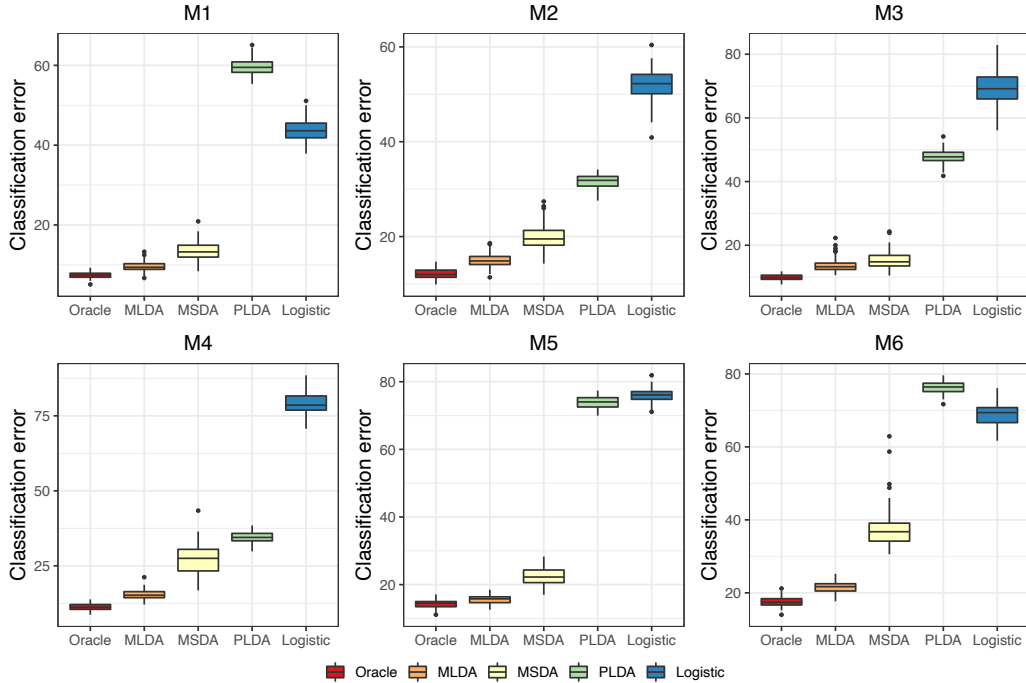 M1
M2
M3
Classification error
60
40
20
Oracle MLDA MSDA PLDA Logistic
Classification error
60
40
20
Oracle MLDA MSDA PLDA Logistic
Classification error
80
60
40
20
Oracle MLDA MSDA PLDA Logistic
M4
M5
M6
Classification error
75
50
25
Oracle MLDA MSDA PLDA Logistic
Classification error
80
60
40
20
Oracle MLDA MSDA PLDA Logistic
Classification error
80
60
40
20
Oracle MLDA MSDA PLDA Logistic
Oracle MLDA MSDA PLDA Logistic